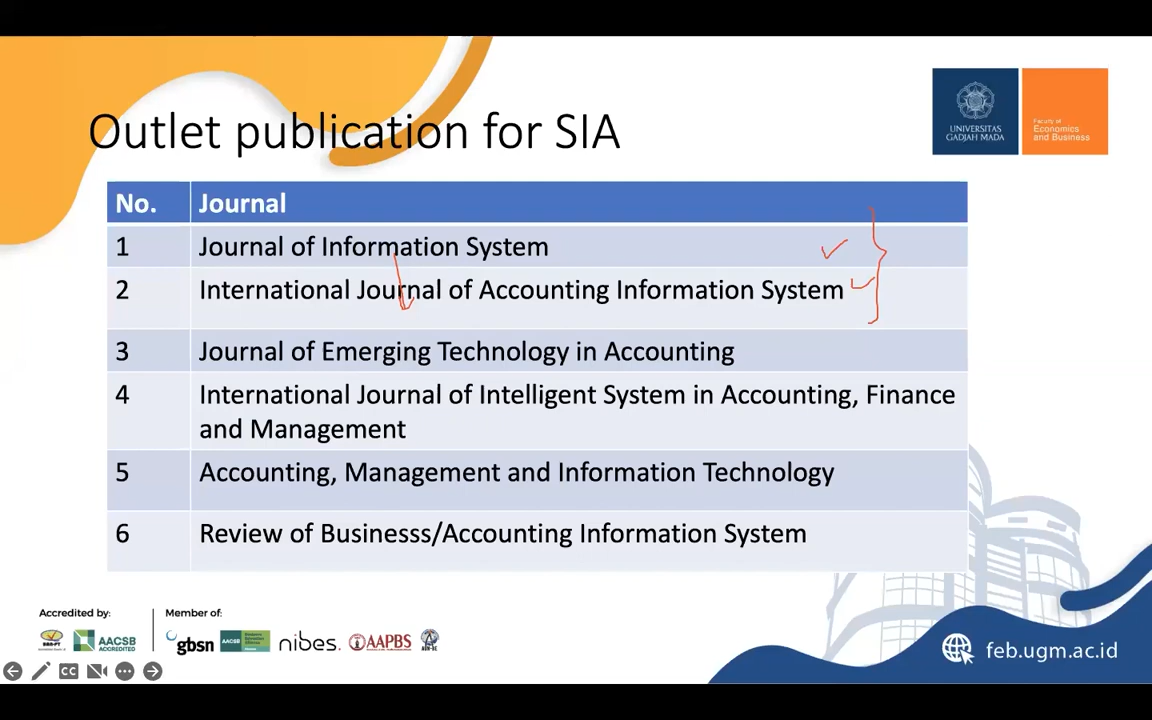 Outlet publication for SIA
UNIVERSITAS
GADJAH MADA
Faculty of
Economics
and Business
No. Journal
1 Journal of Information System
2 International Journal of Accounting Information System
3 Journal of Emerging Technology in Accounting
4 International Journal of Intelligent System in Accounting, Finance
and Management
5 Accounting, Management and Information Technology
6 Review of Businesss/Accounting Information System
Accredited by:
Member of:
AACSB
ACCREDITED
gbsn
AACSB
nibes.
AAPBS
feb.ugm.ac.id
CC